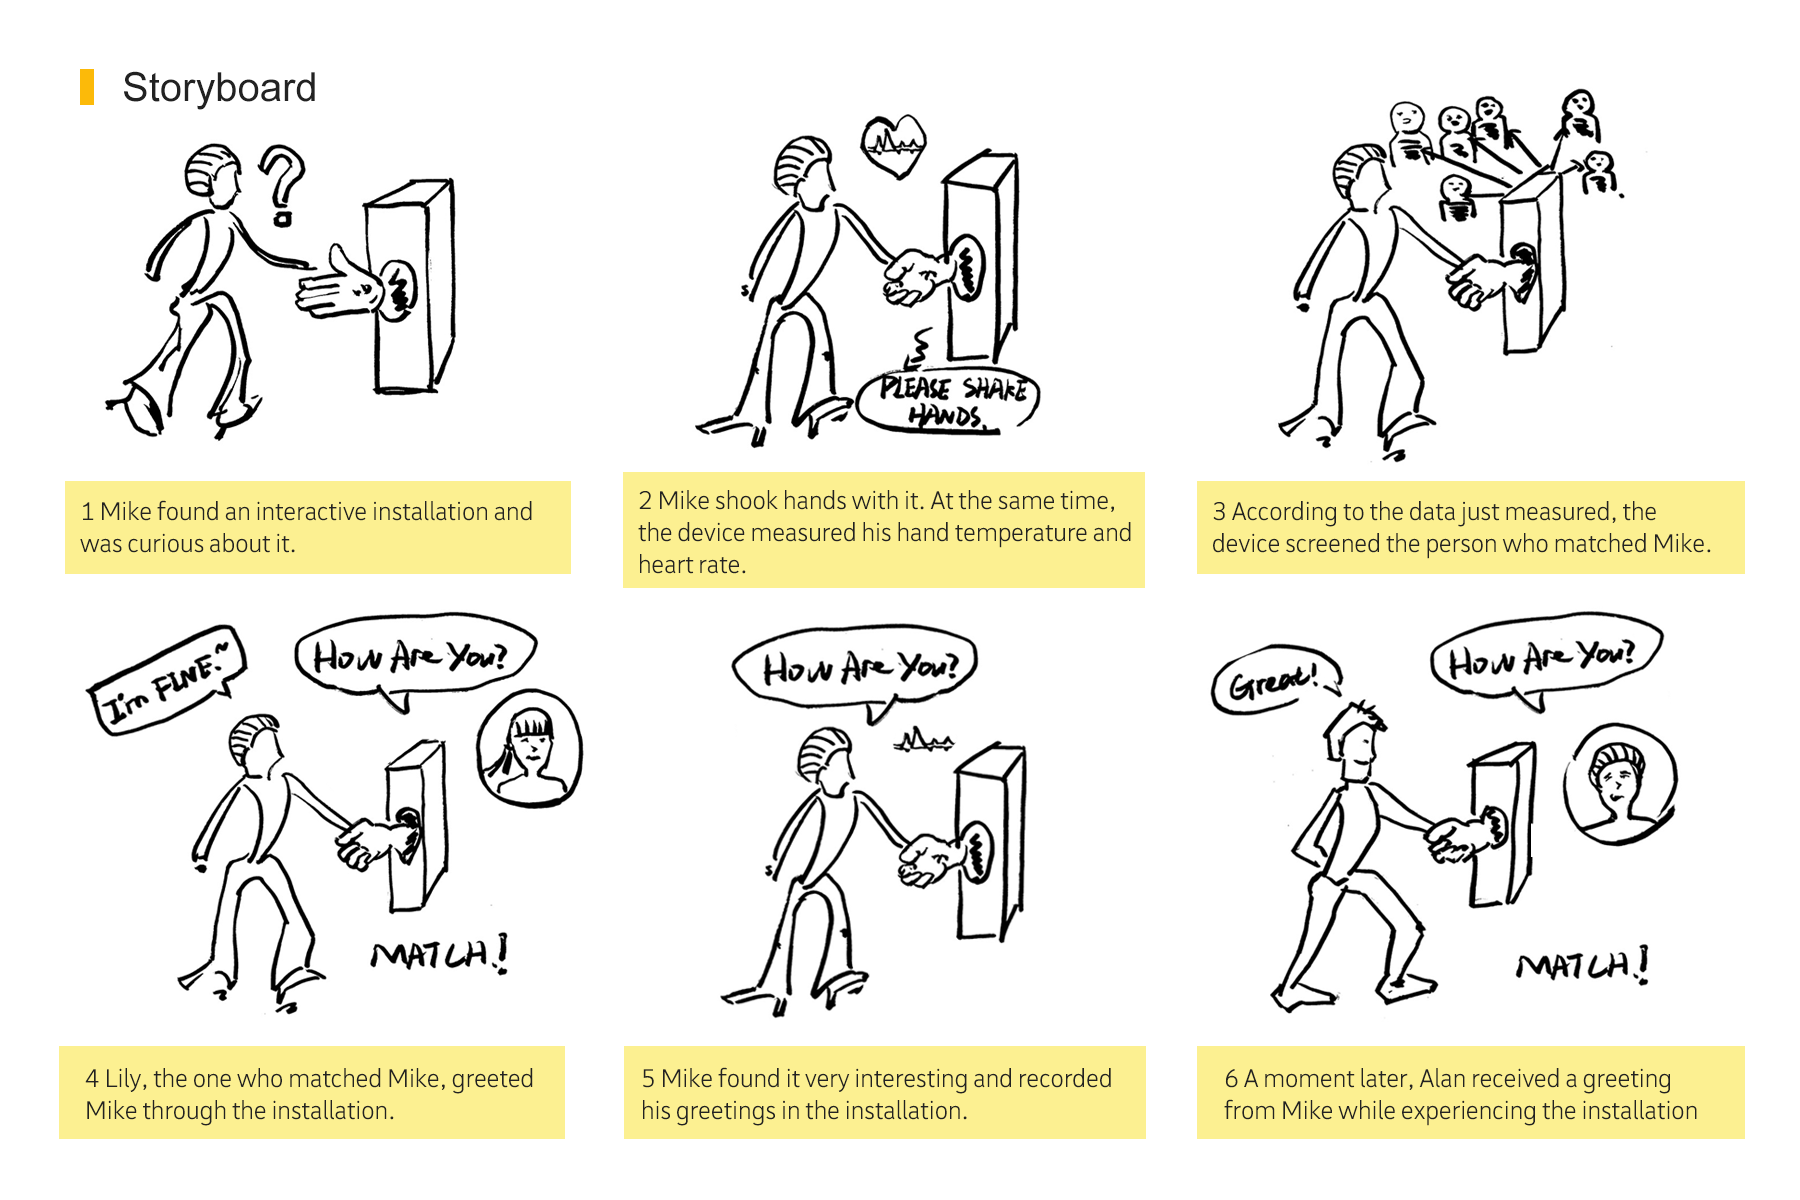 Storyboard
PLEASE SHAKE
HANDS.
1 Mike found an interactive installation and
was curious about it.
2 Mike shook hands with it. At the same time,
the device measured his hand temperature and
heart rate.
3 According to the data just measured, the
device screened the person who matched Mike.
I'm FINE.~
How Are You?
MATCH!
How Are You?
Great!
How Are You?
MATCH!
4 Lily, the one who matched Mike, greeted
Mike through the installation.
5 Mike found it very interesting and recorded
his greetings in the installation.
6 A moment later, Alan received a greeting
from Mike while experiencing the installation